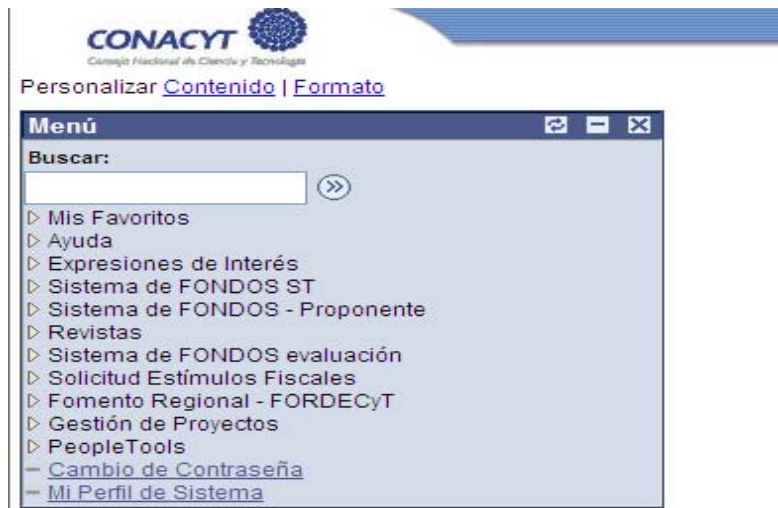 CONACYT
Consejo Nacional de Ciencia y Tecnología
Personalizar Contenido | Formato
Menú
Buscar:
Mis Favoritos
Ayuda
Expresiones de Interés
Sistema de FONDOS ST
Sistema de FONDOS - Proponente
Revistas
Sistema de FONDOS evaluación
Solicitud Estímulos Fiscales
Fomento Regional - FORDECyT
Gestión de Proyectos
PeopleTools
Cambio de Contraseña
Mi Perfil de Sistema